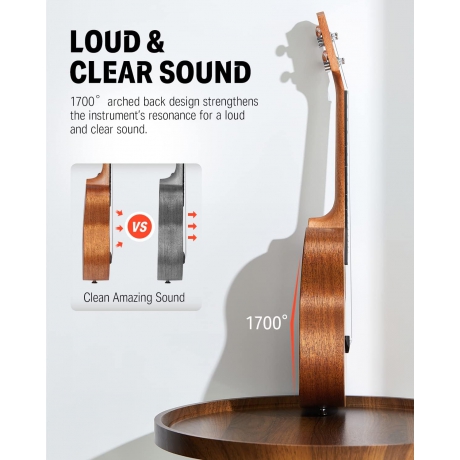 LOUD &
CLEAR SOUND
1700° arched back design strengthens
the instrument's resonance for a loud
and clear sound.
VS
Clean Amazing Sound
1700°